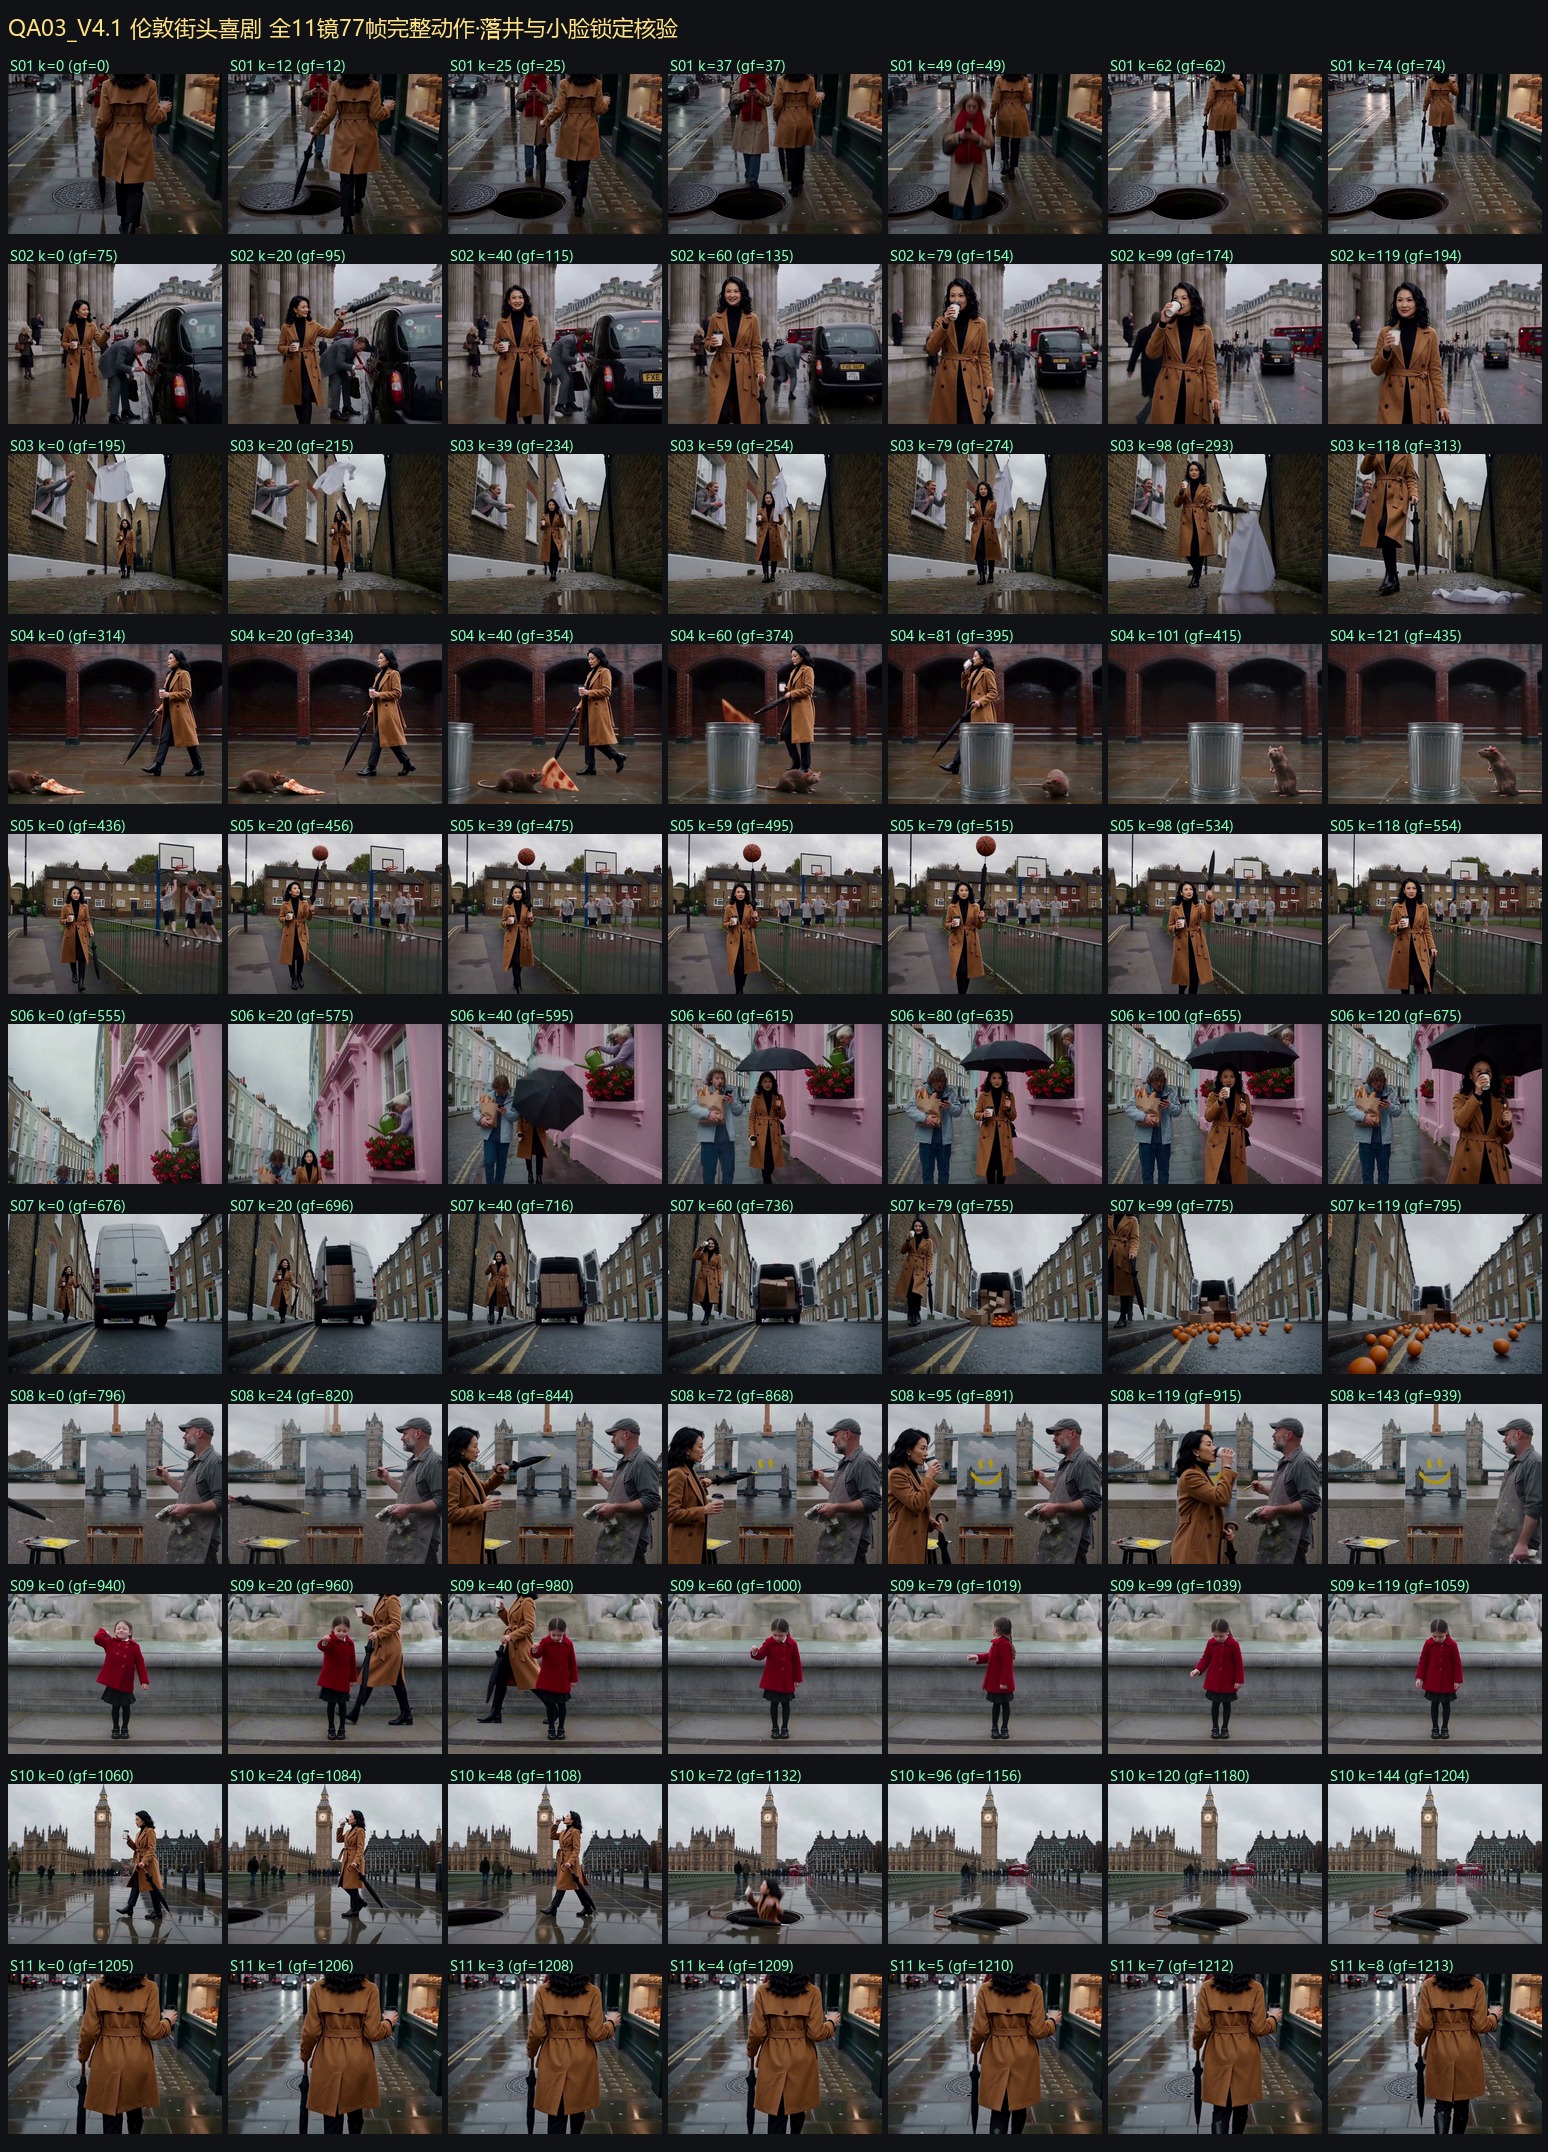 QA03_V4.1 伦敦街头喜剧 全11镜77帧完整动作·落井与小脸锁定核验
S01 k=0 (gf=0) S01 k=12 (gf=12) S01 k=25 (gf=25) S01 k=37 (gf=37) S01 k=49 (gf=49) S01 k=62 (gf=62) S01 k=74 (gf=74)
S02 k=0 (gf=75) S02 k=20 (gf=95) S02 k=40 (gf=115) S02 k=60 (gf=135) S02 k=79 (gf=154) S02 k=99 (gf=174) S02 k=119 (gf=194)
S03 k=0 (gf=195) S03 k=20 (gf=215) S03 k=39 (gf=234) S03 k=59 (gf=254) S03 k=79 (gf=274) S03 k=98 (gf=293) S03 k=118 (gf=313)
S04 k=0 (gf=314) S04 k=20 (gf=334) S04 k=40 (gf=354) S04 k=60 (gf=374) S04 k=81 (gf=395) S04 k=101 (gf=415) S04 k=121 (gf=435)
S05 k=0 (gf=436) S05 k=20 (gf=456) S05 k=39 (gf=475) S05 k=59 (gf=495) S05 k=79 (gf=515) S05 k=98 (gf=534) S05 k=118 (gf=554)
S06 k=0 (gf=555) S06 k=20 (gf=575) S06 k=40 (gf=595) S06 k=60 (gf=615) S06 k=80 (gf=635) S06 k=100 (gf=655) S06 k=120 (gf=675)
S07 k=0 (gf=676) S07 k=20 (gf=696) S07 k=40 (gf=716) S07 k=60 (gf=736) S07 k=79 (gf=755) S07 k=99 (gf=775) S07 k=119 (gf=795)
S08 k=0 (gf=796) S08 k=24 (gf=820) S08 k=48 (gf=844) S08 k=72 (gf=868) S08 k=95 (gf=891) S08 k=119 (gf=915) S08 k=143 (gf=939)
S09 k=0 (gf=940) S09 k=20 (gf=960) S09 k=40 (gf=980) S09 k=60 (gf=1000) S09 k=79 (gf=1019) S09 k=99 (gf=1039) S09 k=119 (gf=1059)
S10 k=0 (gf=1060) S10 k=24 (gf=1084) S10 k=48 (gf=1108) S10 k=72 (gf=1132) S10 k=96 (gf=1156) S10 k=120 (gf=1180) S10 k=144 (gf=1204)
S11 k=0 (gf=1205) S11 k=1 (gf=1206) S11 k=3 (gf=1208) S11 k=4 (gf=1209) S11 k=5 (gf=1210) S11 k=7 (gf=1212) S11 k=8 (gf=1213)